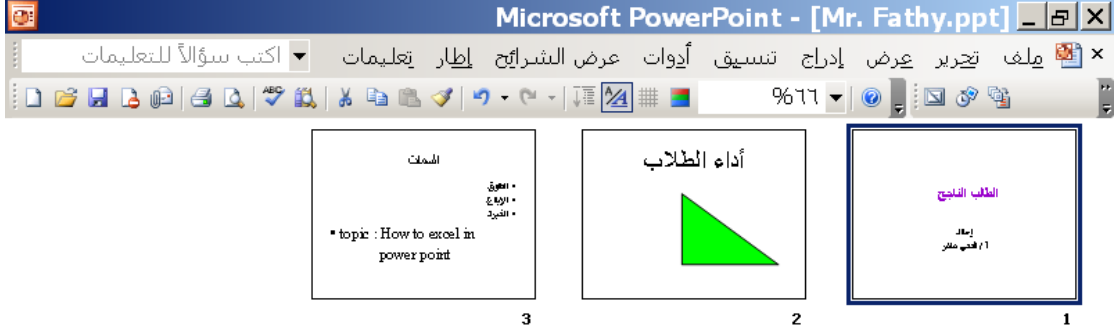 Microsoft PowerPoint - [Mr. Fathy.ppt]
ملف تحرير عرض إدراج تنسيق أدوات عرض الشرائح إطار تعليمات اكتب سؤالاً للتعليمات
%٦٦
الطالب الناجح
إعداد
أ / فتحي
1
أداء الطلاب
2
السمات
التفوق
الإبداع
التميز
topic : How to excel in
power point
3